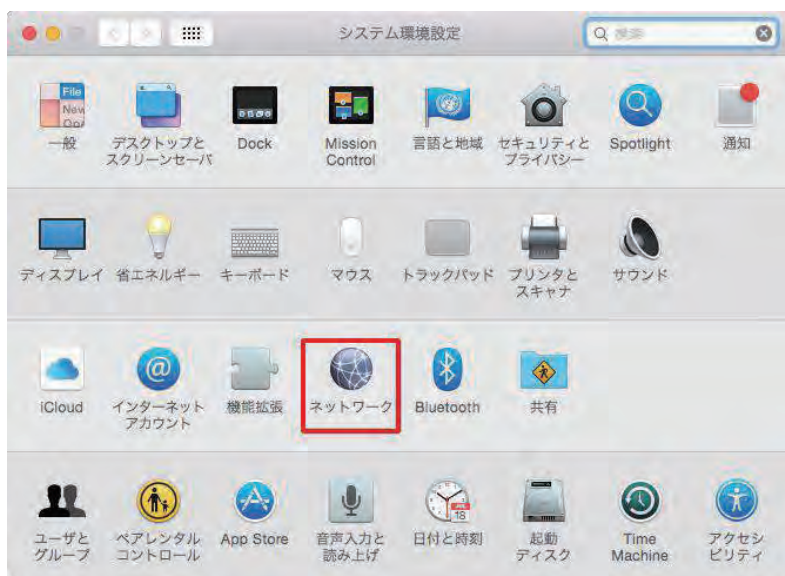 システム環境設定
検索
File
New
一般
デスクトップと
スクリーンセーバ
Dock
Mission
Control
言語と地域
セキュリティと
プライバシー
Spotlight
通知
ディスプレイ
省エネルギー
キーボード
マウス
トラックパッド
プリンタと
スキャナ
サウンド
iCloud
インターネット
アカウント
機能拡張
ネットワーク
Bluetooth
共有
ユーザと
グループ
ペアレンタル
コントロール
App Store
音声入力と
読み上げ
18
日付と時刻
起動
ディスク
Time
Machine
アクセシ
ビリティ